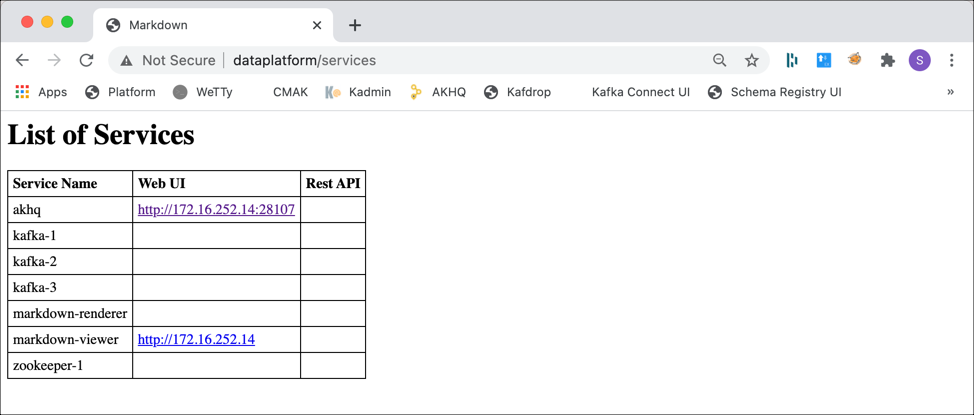 Markdown
Not Secure dataplatform/services
S
Apps Platform WeTTy CMAK Kadmin AKHQ Kafdrop Kafka Connect UI Schema Registry UI »
List of Services
Service Name Web UI Rest API
akhq http://172.16.252.14:28107
kafka-1
kafka-2
kafka-3
markdown-renderer
markdown-viewer http://172.16.252.14
zookeeper-1